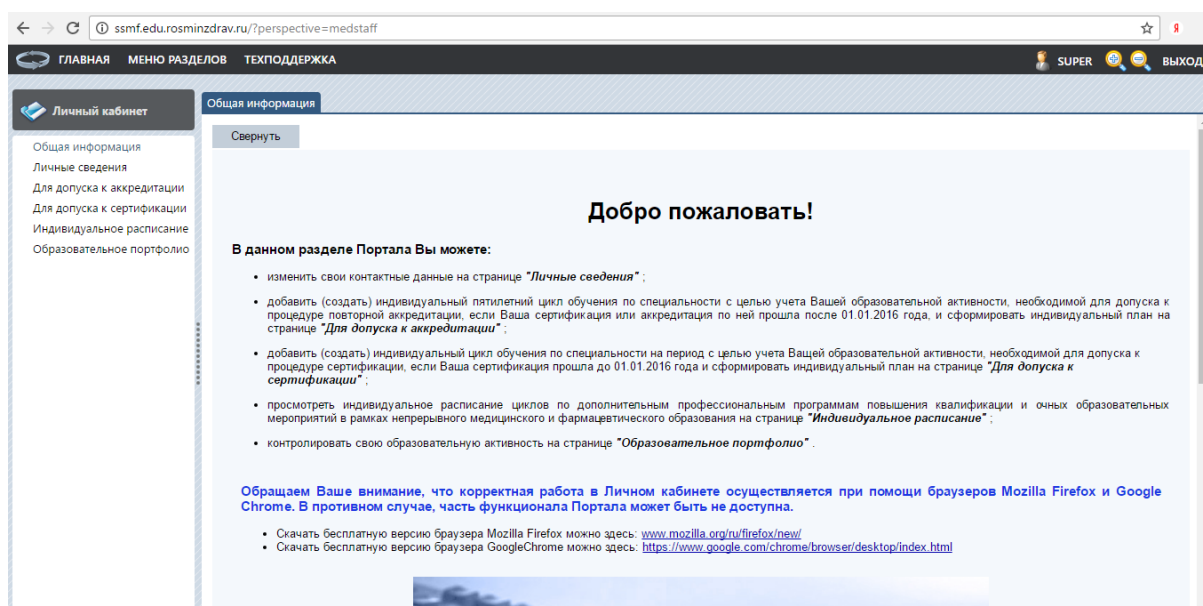 ssmf.edu.rosminzdrav.ru/?perspective=medstaff
Я
ГЛАВНАЯ МЕНЮ РАЗДЕЛОВ ТЕХПОДДЕРЖКА SUPER ВЫХОД
Личный кабинет
Общая информация
Личные сведения
Для допуска к аккредитации
Для допуска к сертификации
Индивидуальное расписание
Образовательное портфолио
Общая информация
Свернуть
Добро пожаловать!
В данном разделе Портала Вы можете:
• изменить свои контактные данные на странице "Личные сведения" ;
• добавить (создать) индивидуальный пятилетний цикл обучения по специальности с целью учета Вашей образовательной активности, необходимой для допуска к
процедуре повторной аккредитации, если Ваша сертификация или аккредитация по ней прошла после 01.01.2016 года, и сформировать индивидуальный план на
странице "Для допуска к аккредитации" ;
• добавить (создать) индивидуальный цикл обучения по специальности на период с целью учета Ващей образовательной активности, необходимой для допуска к
процедуре сертификации, если Ваша сертификация прошла до 01.01.2016 года и сформировать индивидуальный план на странице "Для допуска к
сертификации" ;
• просмотреть индивидуальное расписание циклов по дополнительным профессиональным программам повышения квалификации и очных образовательных
мероприятий в рамках непрерывного медицинского и фармацевтического образования на странице "Индивидуальное расписание" ;
• контролировать свою образовательную активность на странице "Образовательное портфолио" .
Обращаем Ваше внимание, что корректная работа в Личном кабинете осуществляется при помощи браузеров Mozilla Firefox и Google
Chrome. В противном случае, часть функционала Портала может быть не доступна.
• Скачать бесплатную версию браузера Mozilla Firefox можно здесь: www.mozilla.org/ru/firefox/new/
• Скачать бесплатную версию браузера GoogleChrome можно здесь: https://www.google.com/chrome/browser/desktop/index.html